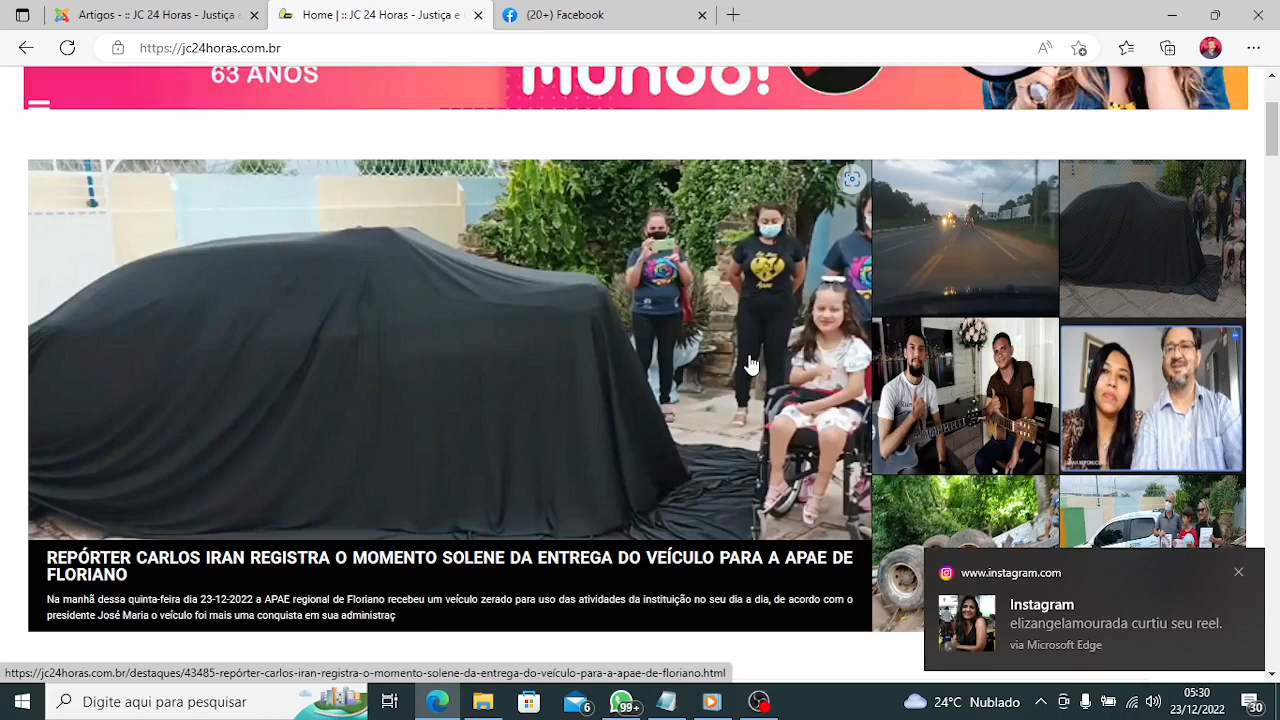 Artigos - :: JC 24 Horas - Justiça e
Home | :: JC 24 Horas - Justiça e
(20+) Facebook
https://jc24horas.com.br
63 ANOS
MUNDO!
REPÓRTER CARLOS IRAN REGISTRA O MOMENTO SOLENE DA ENTREGA DO VEÍCULO PARA A APAE DE
FLORIANO
Na manhã dessa quinta-feira dia 23-12-2022 a APAE regional de Floriano recebeu um veículo zerado para uso das atividades da instituição no seu dia a dia, de acordo com o
presidente José Maria o veículo foi mais uma conquista em sua administraç
www.instagram.com
Instagram
elizangelamourada curtiu seu reel.
via Microsoft Edge
https://jc24horas.com.br/destaques/43485-repórter-carlos-iran-registra-o-momento-solene-da-entrega-do-veículo-para-a-apae-de-floriano.html
Digite aqui para pesquisar
6
99+
24°C Nublado
05:30
23/12/2022
30